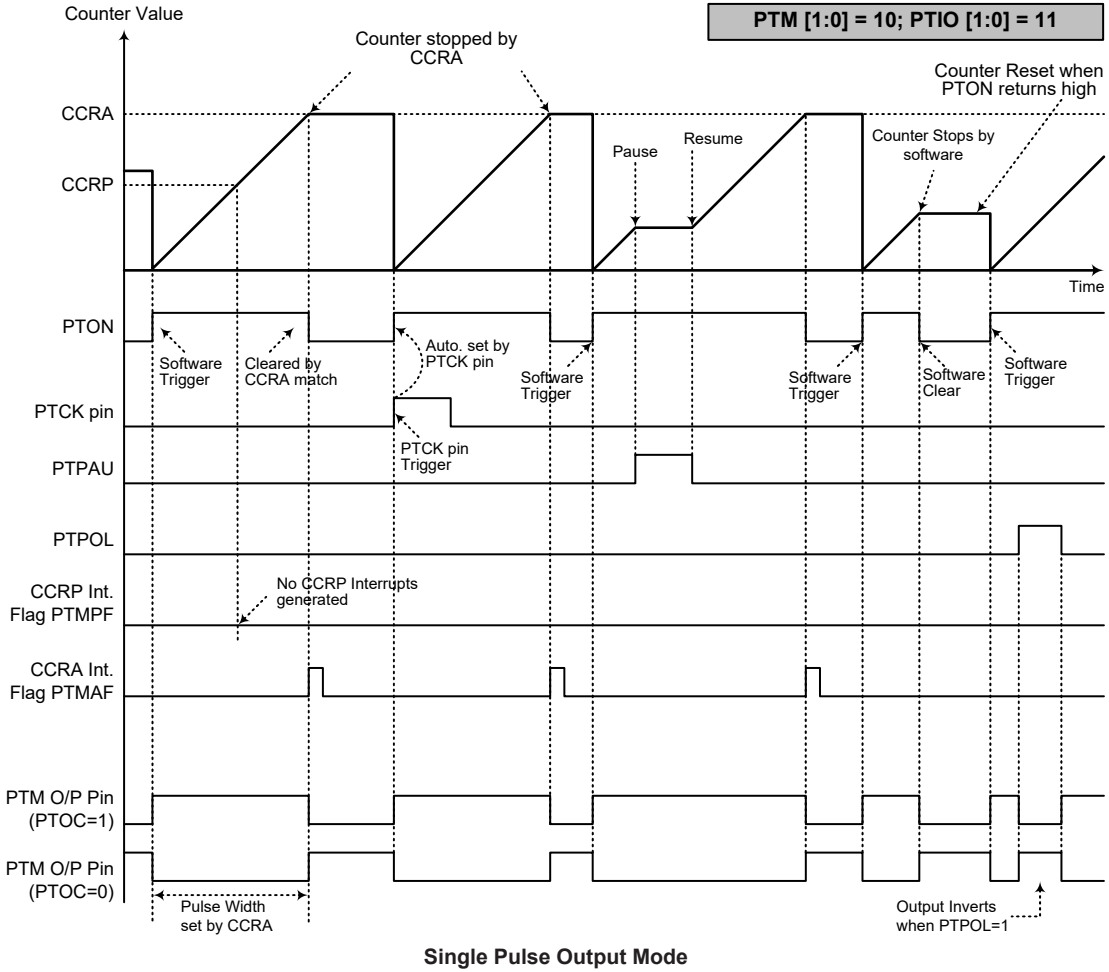 Counter Value
PTM [1:0] = 10; PTIO [1:0] = 11
Counter stopped by
CCRA
Counter Reset when
PTON returns high
CCRA
Pause
Resume
Counter Stops by
software
CCRP
Time
PTON
Software
Trigger
Cleared by
CCRA match
Auto. set by
PTCK pin
Software
Trigger
Software
Trigger
Software
Clear
Software
Trigger
PTCK pin
PTCK pin
Trigger
PTPAU
PTPOL
No CCRP Interrupts
generated
CCRP Int.
Flag PTMPF
CCRA Int.
Flag PTMAF
PTM O/P Pin
(PTOC=1)
PTM O/P Pin
(PTOC=0)
Pulse Width
set by CCRA
Output Inverts
when PTPOL=1
Single Pulse Output Mode